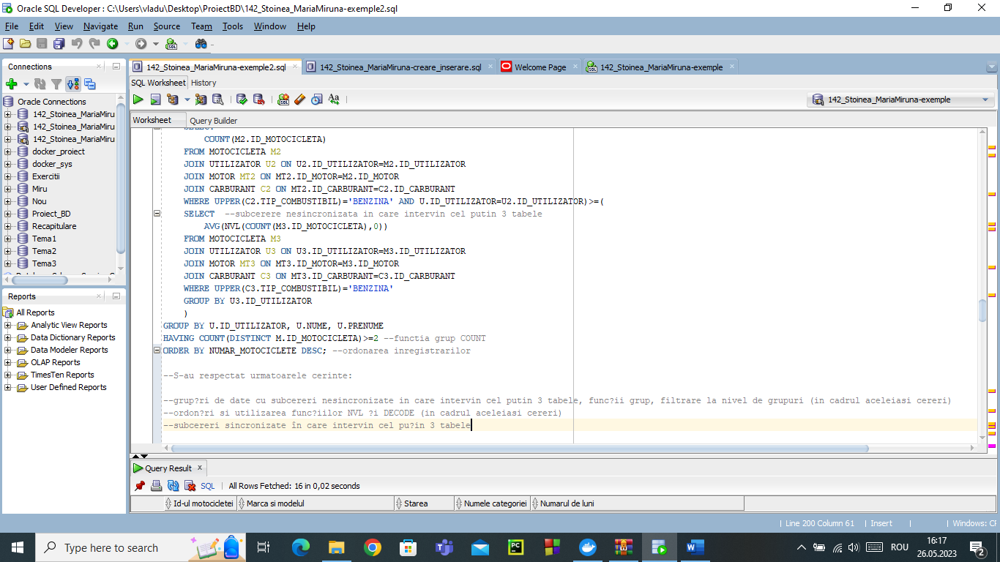 Oracle SQL Developer : C:\Users\vladu\Desktop\ProiectBD\142_Stoinea_MariaMiruna-exemple2.sql
File Edit View Navigate Run Source Team Tools Window Help
Connections
Oracle Connections
142_Stoinea_MariaMiru
142_Stoinea_MariaMiru
142_Stoinea_MariaMiru
docker_proiect
docker_sys
Exercitii
Miru
Nou
Proiect_BD
Recapitulare
Tema1
Tema2
Tema3
Reports
All Reports
Analytic View Reports
Data Dictionary Reports
Data Modeler Reports
OLAP Reports
TimesTen Reports
User Defined Reports
142_Stoinea_MariaMiruna-exemple2.sql 142_Stoinea_MariaMiruna-creare_inserare.sql Welcome Page 142_Stoinea_MariaMiruna-exemple
SQL Worksheet History
142_Stoinea_MariaMiruna-exemple
Worksheet Query Builder
SELECT
COUNT(M2.ID_MOTOCICLETA)
FROM MOTOCICLETA M2
JOIN UTILIZATOR U2 ON U2.ID_UTILIZATOR=M2.ID_UTILIZATOR
JOIN MOTOR MT2 ON MT2.ID_MOTOR=M2.ID_MOTOR
JOIN CARBURANT C2 ON MT2.ID_CARBURANT=C2.ID_CARBURANT
WHERE UPPER(C2.TIP_COMBUSTIBIL)='BENZINA' AND U.ID_UTILIZATOR=U2.ID_UTILIZATOR)>=(
SELECT --subcerere nesincronizata in care intervin cel putin 3 tabele
AVG(NVL(COUNT(M3.ID_MOTOCICLETA),0))
FROM MOTOCICLETA M3
JOIN UTILIZATOR U3 ON U3.ID_UTILIZATOR=M3.ID_UTILIZATOR
JOIN MOTOR MT3 ON MT3.ID_MOTOR=M3.ID_MOTOR
JOIN CARBURANT C3 ON MT3.ID_CARBURANT=C3.ID_CARBURANT
WHERE UPPER(C3.TIP_COMBUSTIBIL)='BENZINA'
GROUP BY U3.ID_UTILIZATOR
)
GROUP BY U.ID_UTILIZATOR, U.NUME, U.PRENUME
HAVING COUNT(DISTINCT M.ID_MOTOCICLETA)>=2 --functia grup COUNT
ORDER BY NUMAR_MOTOCICLETE DESC; --ordonarea inregistrarilor
--S-au respectat urmatoarele cerinte:
--grup?ri de date cu subcereri nesincronizate in care intervin cel putin 3 tabele, func?ii grup, filtrare la nivel de grupuri (in cadrul aceleiasi cereri)
--ordon?ri si utilizarea func?iilor NVL ?i DECODE (in cadrul aceleiasi cereri)
--subcereri sincronizate în care intervin cel pu?in 3 tabele
Query Result
SQL | All Rows Fetched: 16 in 0,02 seconds
Id-ul motocicletei Marca si modelul Starea Numele categoriei Numarul de luni
Line 200 Column 61 | Insert | Windows: CF
Type here to search
PC
ROU
16:17
26.05.2023
2